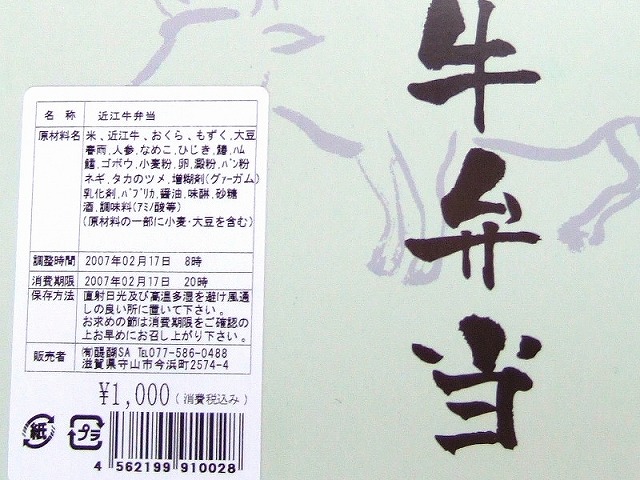 牛弁当
名 称 近江牛弁当
原材料名 米、近江牛、おくら、もずく、大豆
春雨、人参、なめこ、ひじき、鶏、ﾊﾑ
鱈、ゴボウ、小麦粉、卵、澱粉、ﾊﾟﾝ粉
ネギ、タカのツメ、増糊剤(グァーガム)
乳化剤、ﾊﾟﾌﾟﾘｶ、醤油、味醂、砂糖
酒、調味料(ｱﾐﾉ酸等)
(原材料の一部に小麦・大豆を含む)
調整時間 2007年02月17日 8時
消費期限 2007年02月17日 20時
保存方法 直射日光及び高温多湿を避け風通
しの良い所に置いて下さい。
お求めの節は消費期限をご確認の
上お早めにお召し上がり下さい。
販売者 ㈲醍醐SA ℡077-586-0488
滋賀県守山市今浜町2574-4
¥1,000(消費税込み)
紙 プラ
4 562199 910028